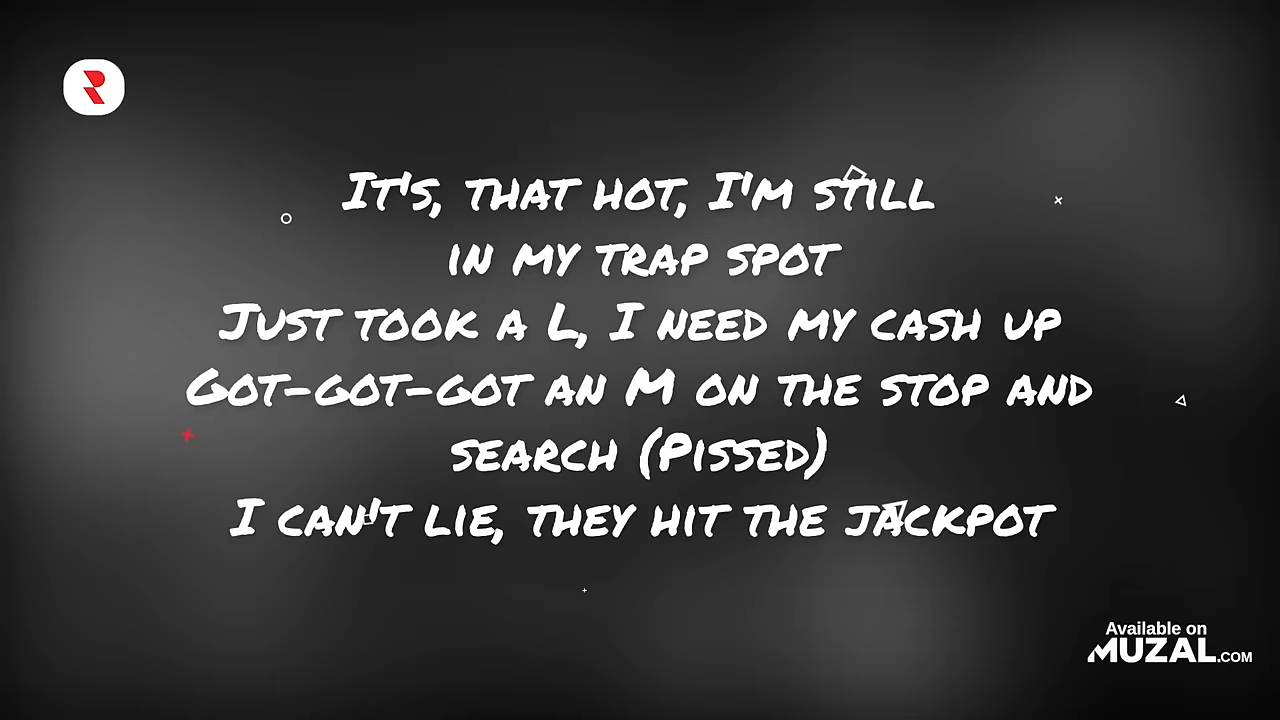 It's, that hot, I'm still
in my trap spot
Just took a L, I need my cash up
Got-got-got an M on the stop and
search (Pissed)
I can't lie, they hit the jackpot
Available on
MUZAL.COM